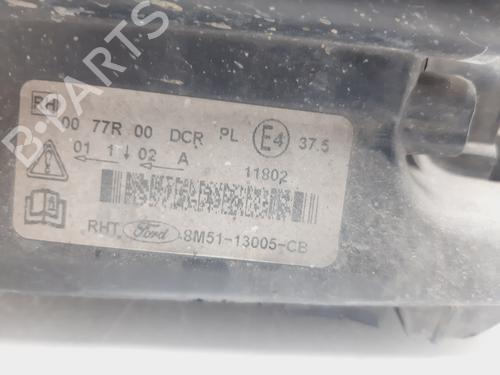 RH
00 77R 00 DCR PL E4 37.5
01 1 ↓ 02 A
11802
RHT Ford 8M51-13005-CB
B-PARTS